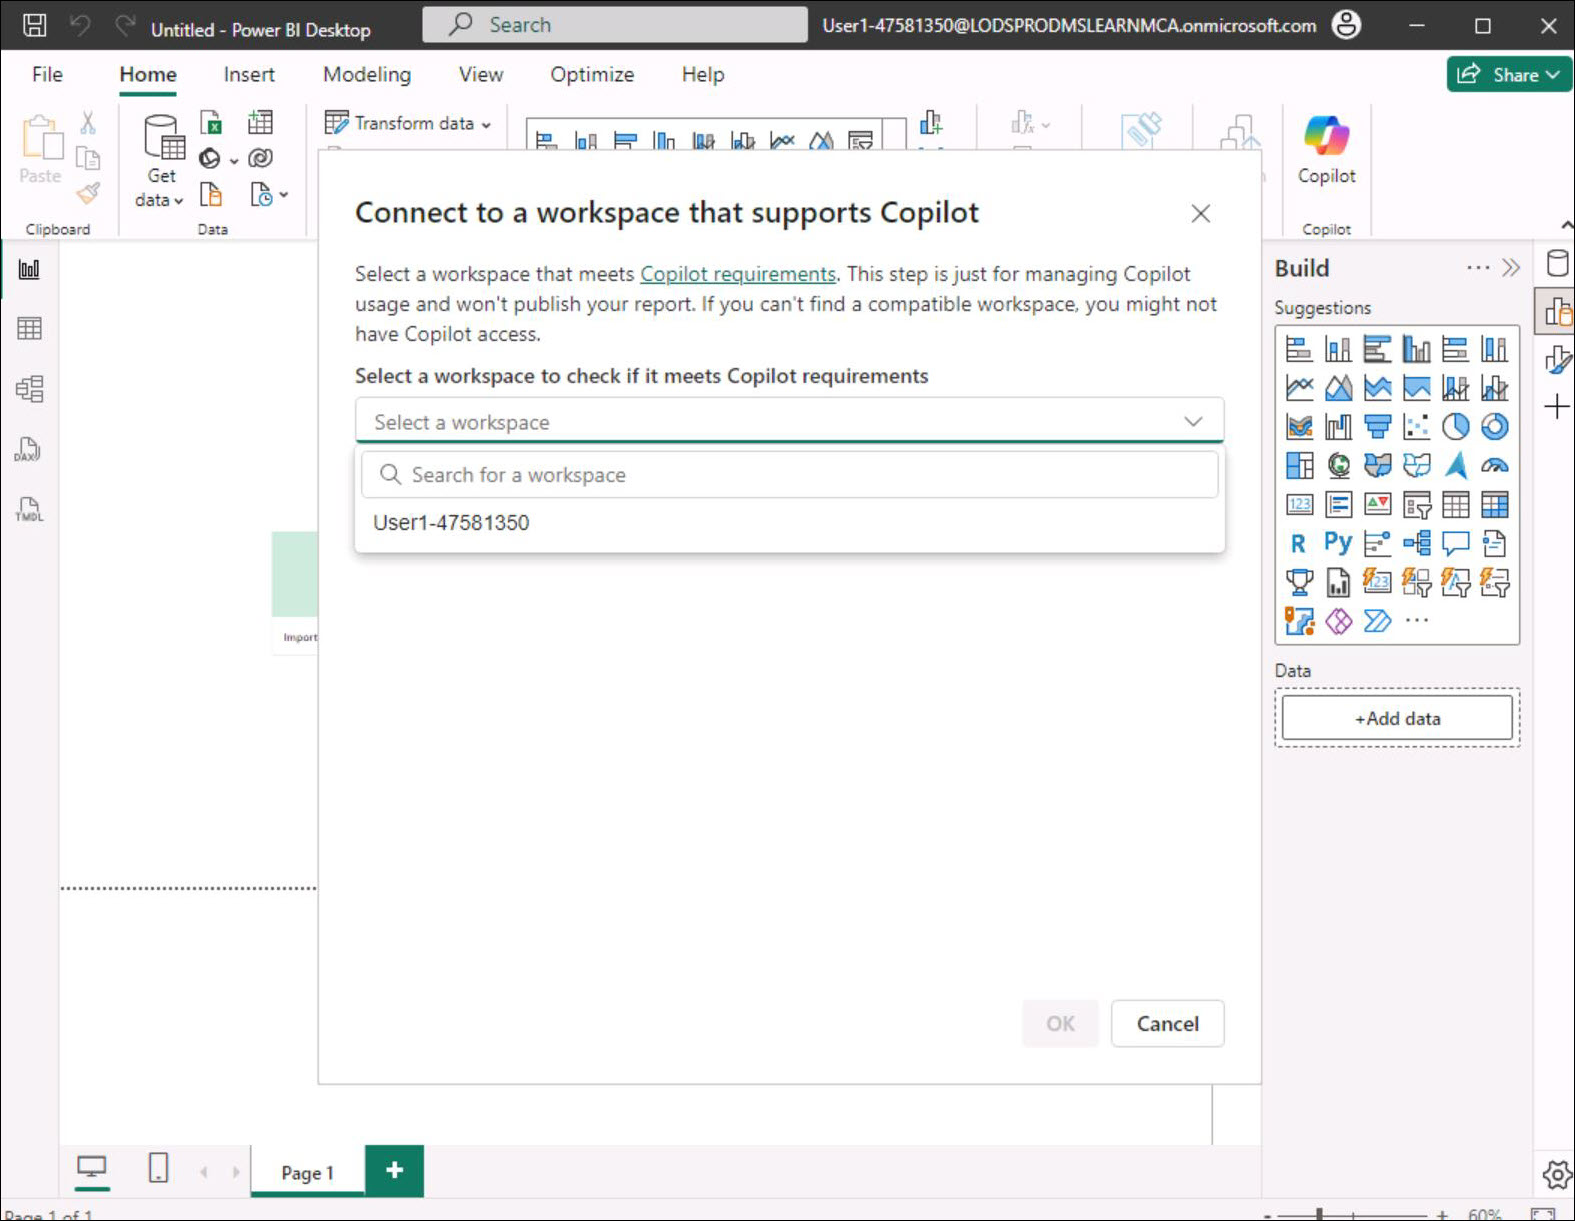 Untitled - Power BI Desktop
Search
User1-47581350@LODSPRODMSLEARNMCA.onmicrosoft.com
File
Home
Insert
Modeling
View
Optimize
Help
Share
Paste
Get
data
Transform data
Copilot
Clipboard
Data
Copilot
Connect to a workspace that supports Copilot
Select a workspace that meets Copilot requirements. This step is just for managing Copilot
usage and won't publish your report. If you can't find a compatible workspace, you might not
have Copilot access.
Select a workspace to check if it meets Copilot requirements
Select a workspace
Search for a workspace
User1-47581350
OK
Cancel
DAX
TMDL
Import
Build
Suggestions
123
R
Py
123
Data
+Add data
Page 1
Page 1 of 1
60%